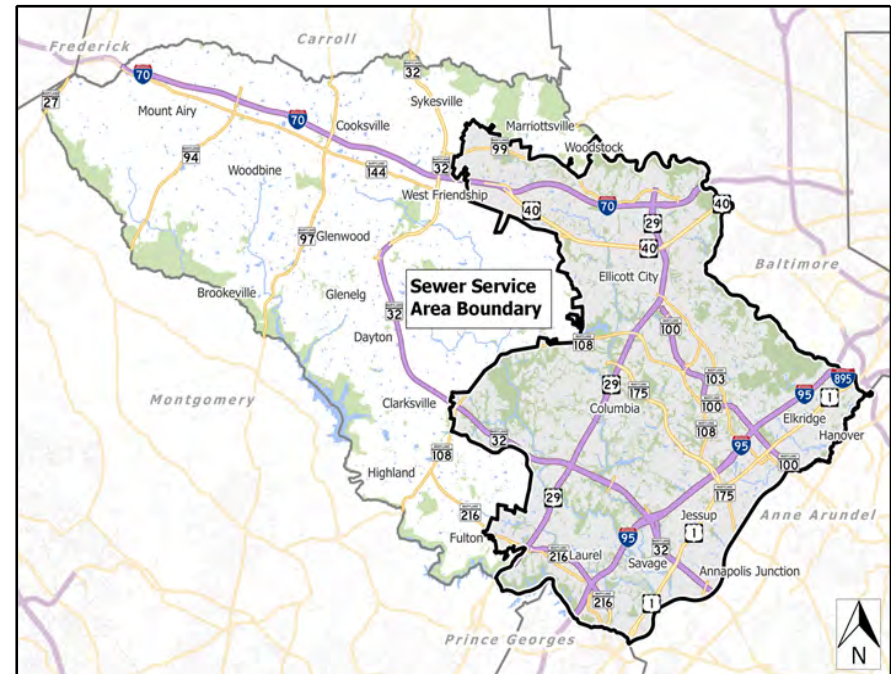 Carroll
Frederick
32
70
27
Mount Airy
70
Cooksville
Sykesville
Marriottsville
99
Woodstock
94
Woodbine
144
32
West Friendship
40
70
29
40
97
Glenwood
40
Baltimore
Ellicott City
Sewer Service
Area Boundary
Brookeville
Glenelg
32
Dayton
108
100
Montgomery
29
175
103
895
95
1
Clarksville
Columbia
100
Elkridge
32
108
95
Hanover
108
100
Highland
29
175
216
Jessup
Anne Arundel
Fulton
95
1
216
Laurel
32
Savage
Annapolis Junction
216
1
Prince Georges
N